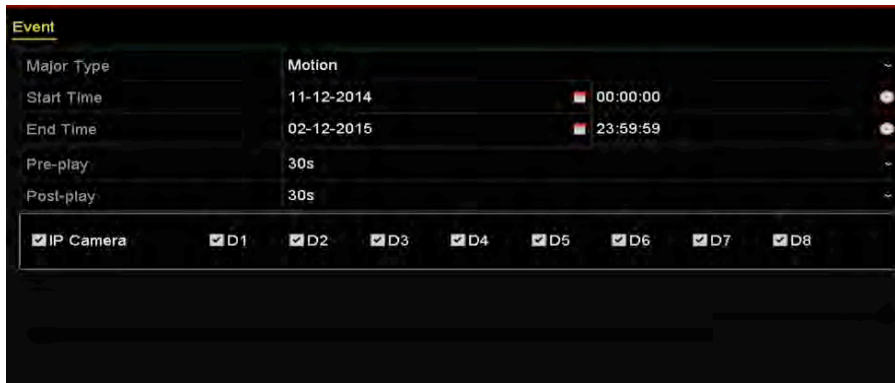 Event
Major Type Motion
Start Time 11-12-2014 00:00:00
End Time 02-12-2015 23:59:59
Pre-play 30s
Post-play 30s
IP Camera D1 D2 D3 D4 D5 D6 D7 D8